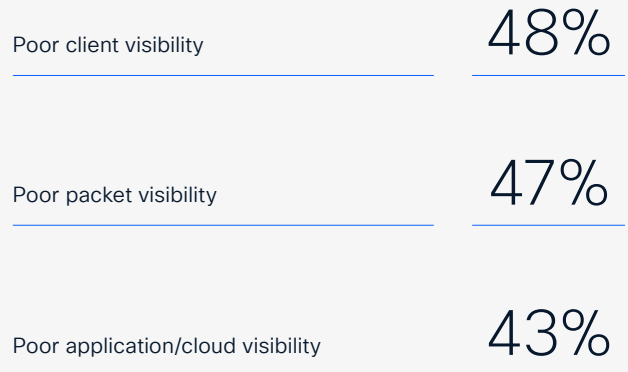 Poor client visibility 48%
Poor packet visibility 47%
Poor application/cloud visibility 43%